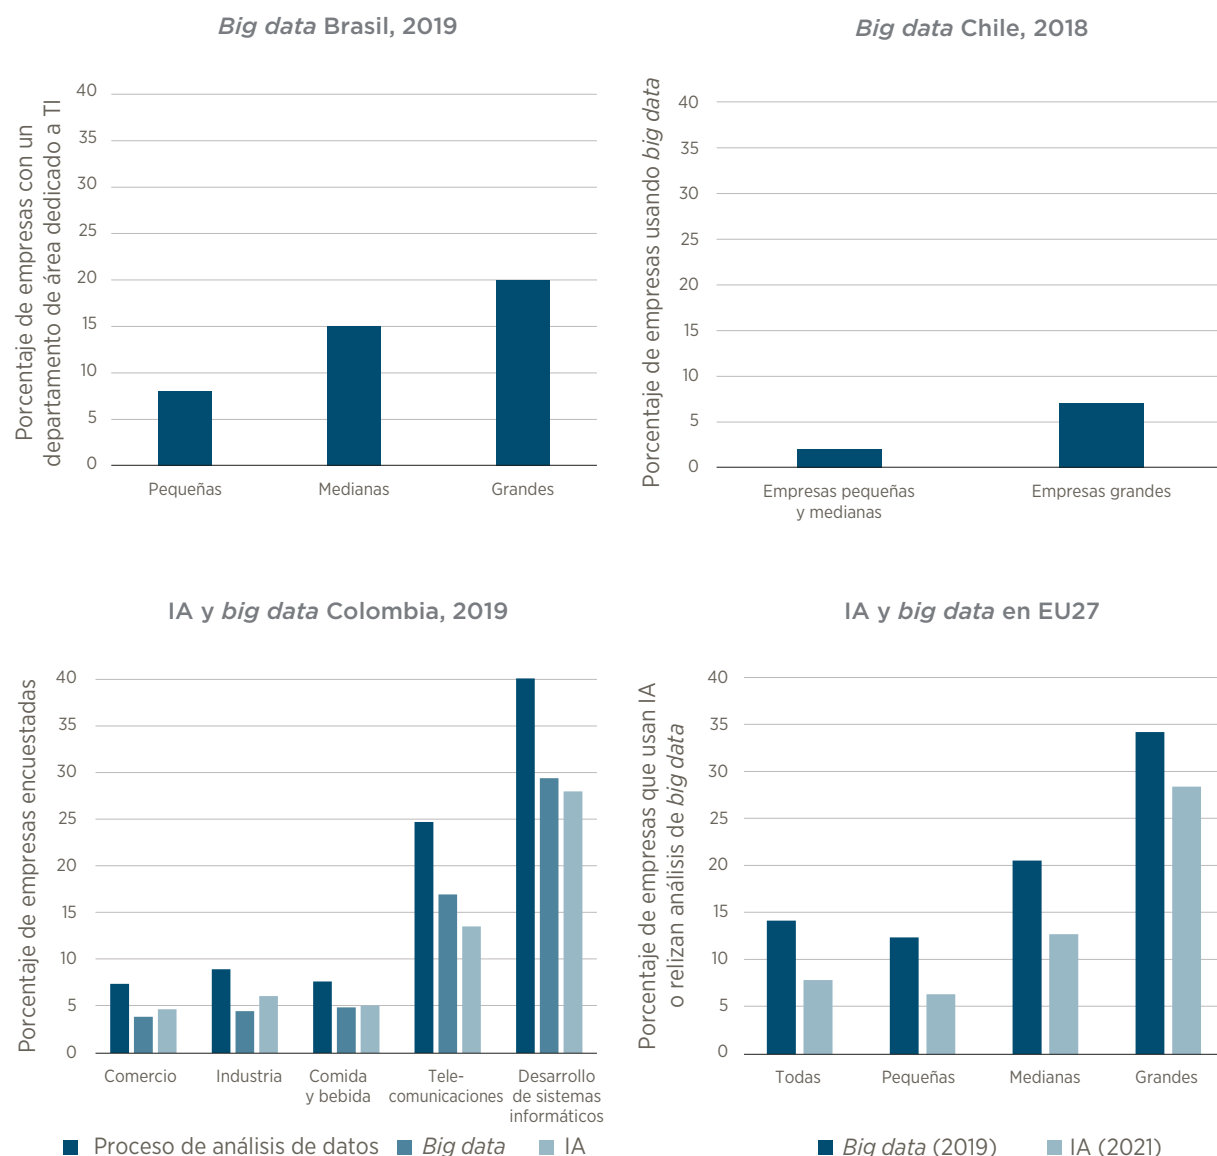 Big data Brasil, 2019
Porcentaje de empresas con un
departamento de área dedicado a TI
40
35
30
25
20
15
10
5
0
Pequeñas
Medianas
Grandes
Big data Chile, 2018
Porcentaje de empresas usando big data
40
35
30
25
20
15
10
5
0
Empresas pequeñas
y medianas
Empresas grandes
IA y big data Colombia, 2019
Porcentaje de empresas encuestadas
40
35
30
25
20
15
10
5
0
Comercio
Industria
Comida
y bebida
Tele-
comunicaciones
Desarrollo
de sistemas
informáticos
Proceso de análisis de datos
Big data
IA
IA y big data en EU27
Porcentaje de empresas que usan IA
o relizan análisis de big data
40
35
30
25
20
15
10
5
0
Todas
Pequeñas
Medianas
Grandes
Big data (2019)
IA (2021)